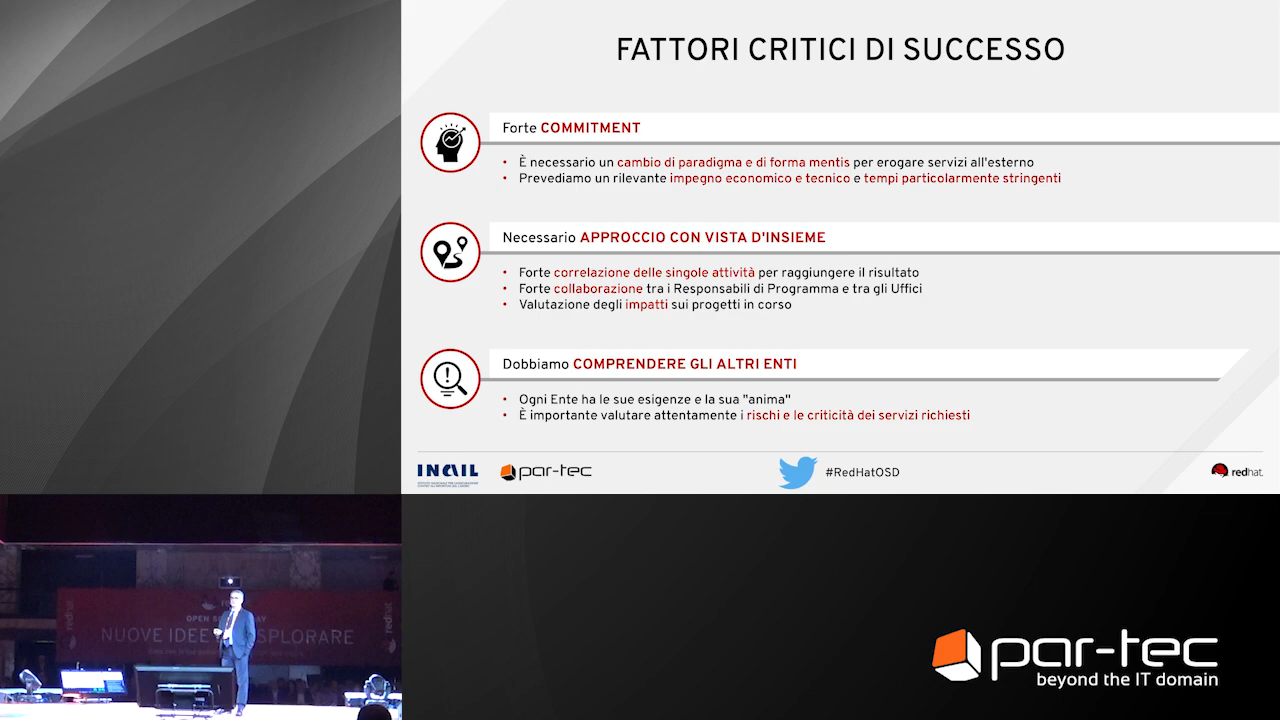 FATTORI CRITICI DI SUCCESSO
Forte COMMITMENT
• È necessario un cambio di paradigma e di forma mentis per erogare servizi all'esterno
• Prevediamo un rilevante impegno economico e tecnico e tempi particolarmente stringenti
Necessario APPROCCIO CON VISTA D'INSIEME
• Forte correlazione delle singole attività per raggiungere il risultato
• Forte collaborazione tra i Responsabili di Programma e tra gli Uffici
• Valutazione degli impatti sui progetti in corso
Dobbiamo COMPRENDERE GLI ALTRI ENTI
• Ogni Ente ha le sue esigenze e la sua "anima"
• È importante valutare attentamente i rischi e le criticità dei servizi richiesti
INAIL
par-tec
#RedHatOSD
redhat.
redhat
OPEN
NUOVE IDEE
redhat
par-tec
beyond the IT domain